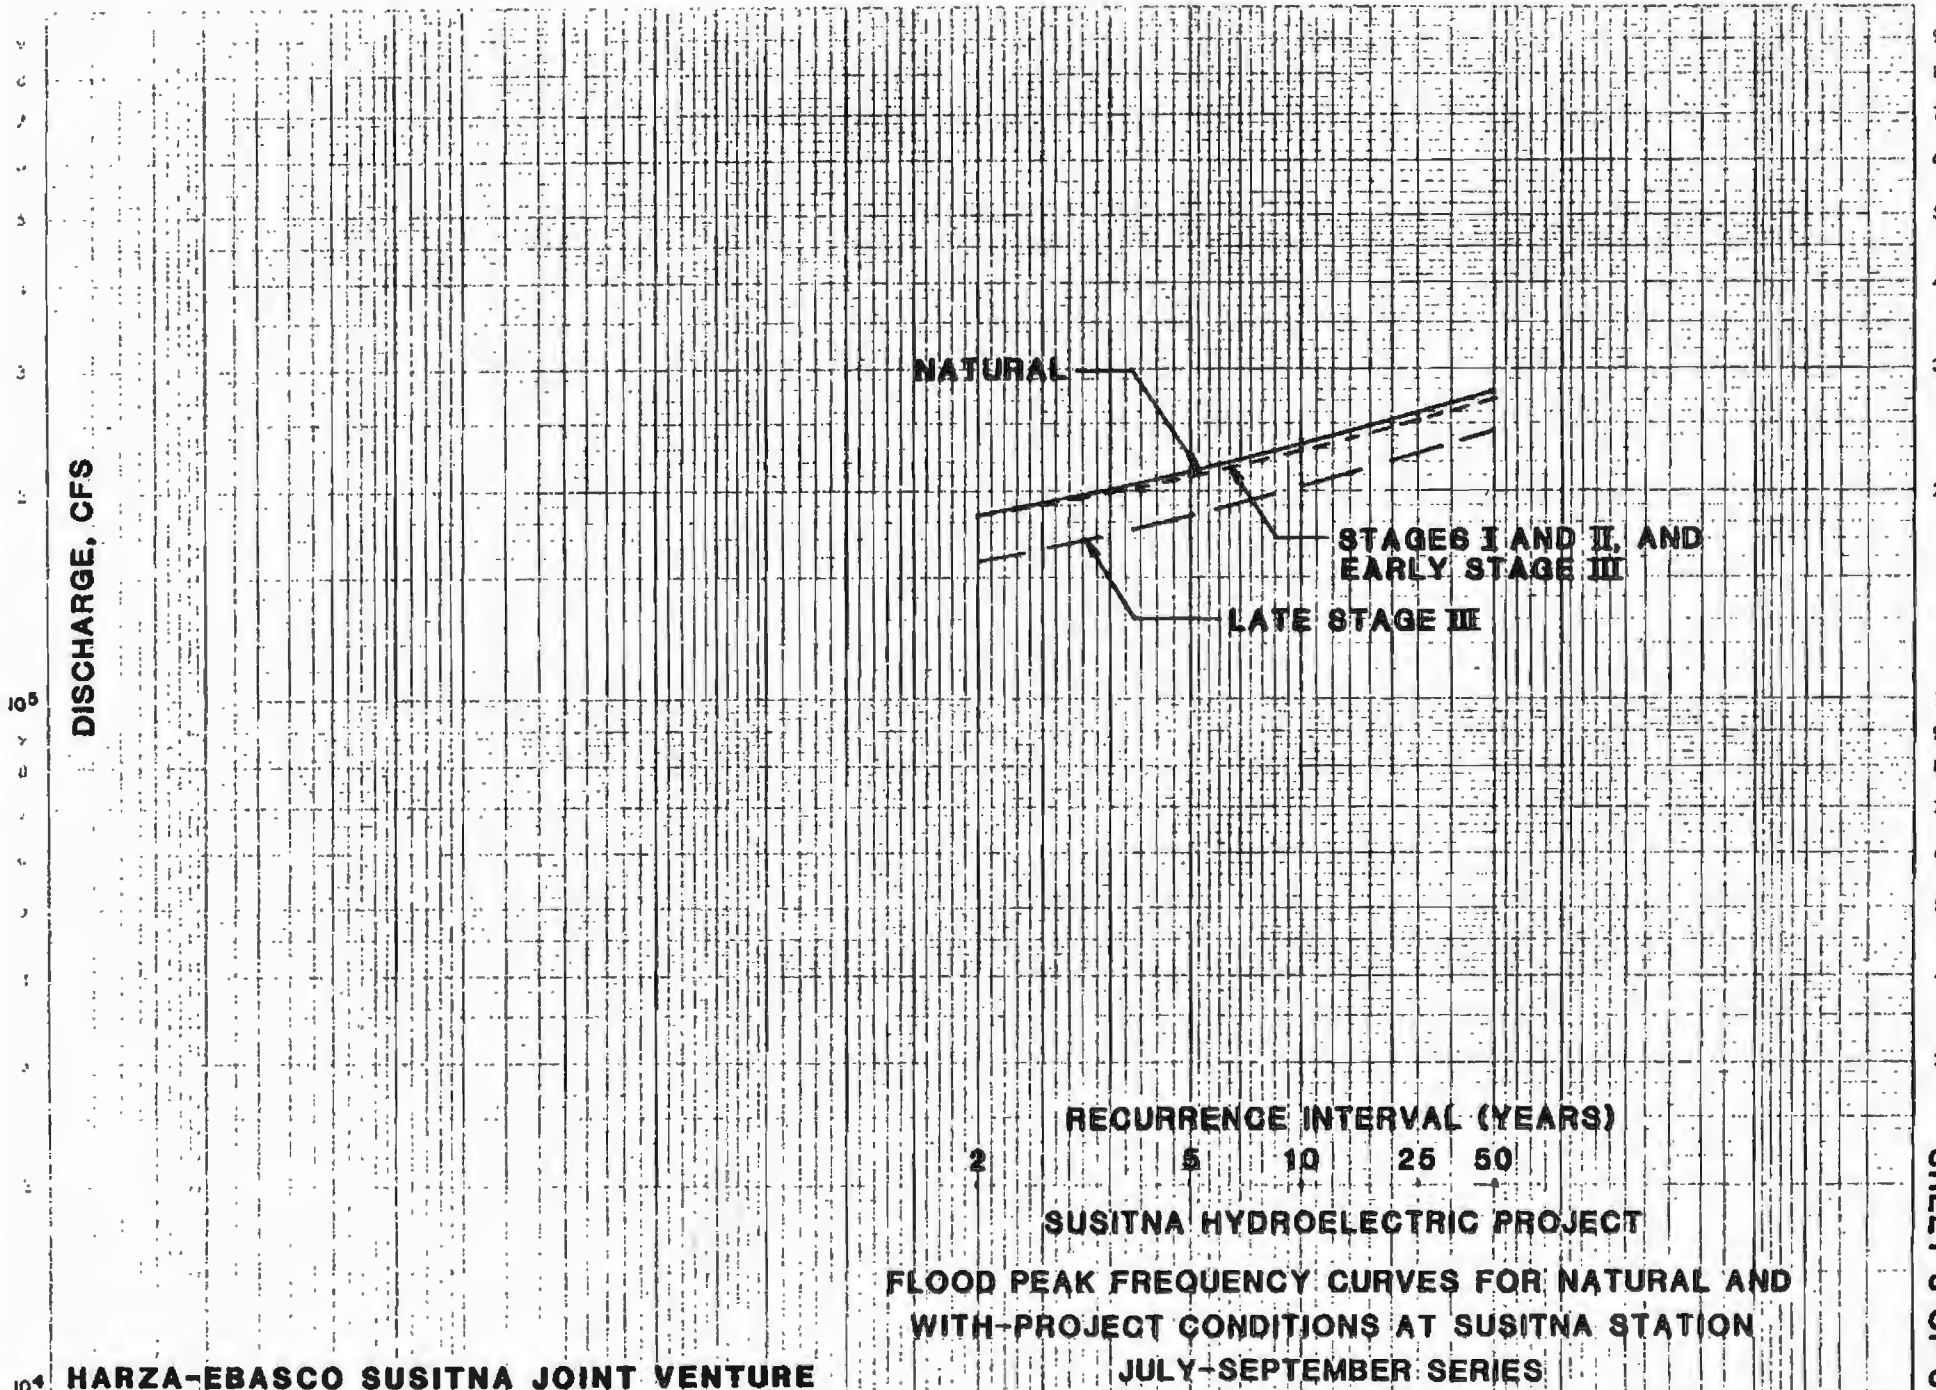 NATURAL
STAGES I AND II, AND
EARLY STAGE III
LATE STAGE III
DISCHARGE, CFS
3
2
10⁵
10⁴
RECURRENCE INTERVAL (YEARS)
2 5 10 25 50
SUSITNA HYDROELECTRIC PROJECT
FLOOD PEAK FREQUENCY CURVES FOR NATURAL AND
WITH-PROJECT CONDITIONS AT SUSITNA STATION
JULY-SEPTEMBER SERIES
HARZA-EBASCO SUSITNA JOINT VENTURE